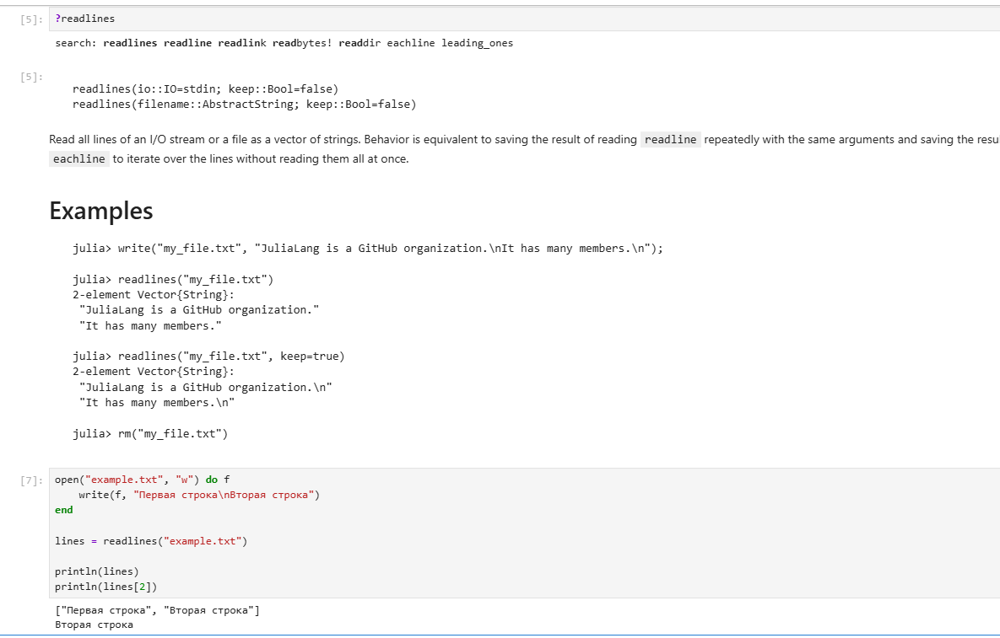 [5]: ?readlines
search: readlines readline readlink readbytes! readdir eachline leading_ones
[5]:
readlines(io::IO=stdin; keep::Bool=false)
readlines(filename::AbstractString; keep::Bool=false)
Read all lines of an I/O stream or a file as a vector of strings. Behavior is equivalent to saving the result of reading readline repeatedly with the same arguments and saving the
eachline to iterate over the lines without reading them all at once.
Examples
julia> write("my_file.txt", "JuliaLang is a GitHub organization.\nIt has many members.\n");
julia> readlines("my_file.txt")
2-element Vector{String}:
"JuliaLang is a GitHub organization."
"It has many members."
julia> readlines("my_file.txt", keep=true)
2-element Vector{String}:
"JuliaLang is a GitHub organization.\n"
"It has many members.\n"
julia> rm("my_file.txt")
[7]: open("example.txt", "w") do f
write(f, "Первая строка\nВторая строка")
end
lines = readlines("example.txt")
println(lines)
println(lines[2])
["Первая строка", "Вторая строка"]
Вторая строка